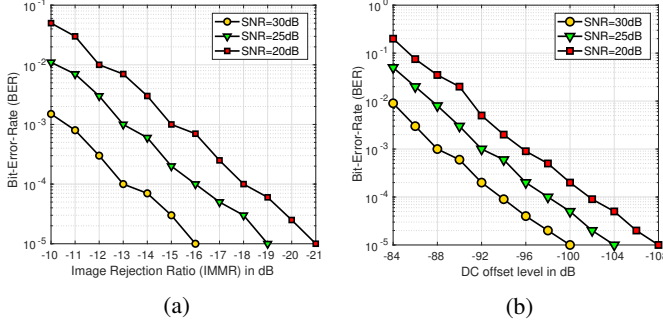 SNR=30dB
SNR=25dB
SNR=20dB
10^-1
10^-2
10^-3
10^-4
10^-5
Bit-Error-Rate (BER)
-10 -11 -12 -13 -14 -15 -16 -17 -18 -19 -20 -21
Image Rejection Ratio (IMMR) in dB
(a)
SNR=30dB
SNR=25dB
SNR=20dB
10^0
10^-1
10^-2
10^-3
10^-4
10^-5
Bit-Error-Rate (BER)
-84 -88 -92 -96 -100 -104 -108
DC offset level in dB
(b)